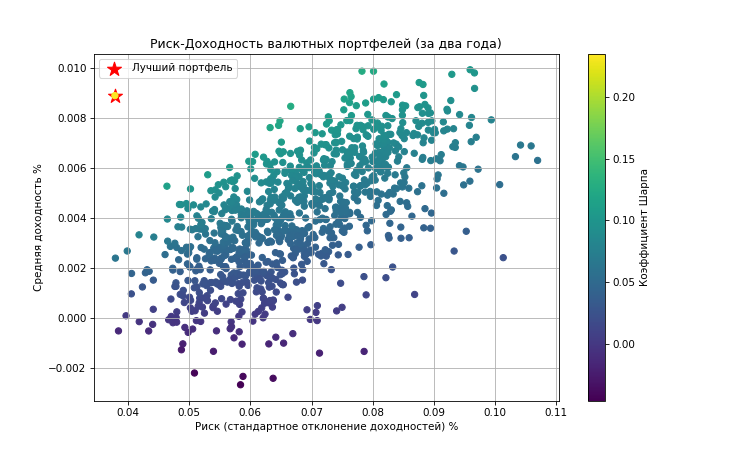 Риск-Доходность валютных портфелей (за два года)
Лучший портфель
0.010
0.008
0.006
0.004
0.002
0.000
−0.002
Средняя доходность %
0.04 0.05 0.06 0.07 0.08 0.09 0.10 0.11
Риск (стандартное отклонение доходностей) %
0.20
0.15
0.10
0.05
0.00
Коэффициент Шарпа